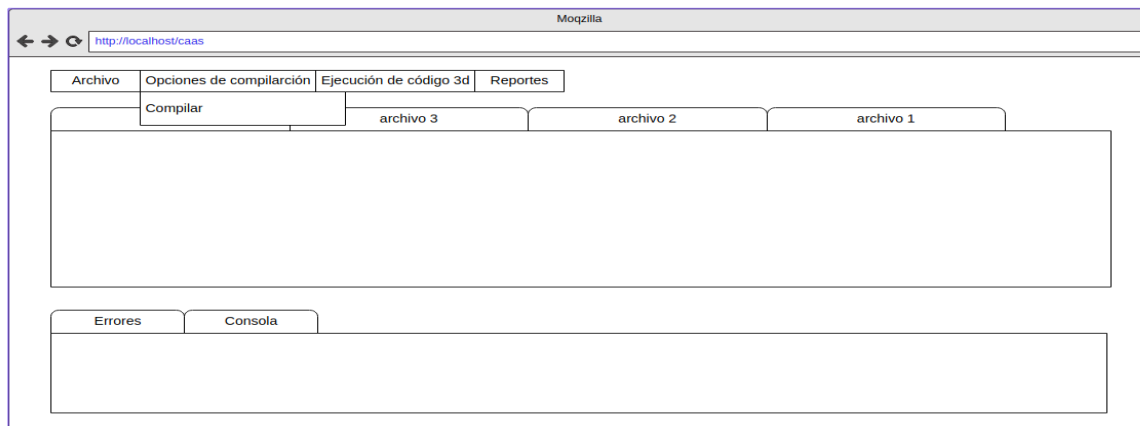 Moqzilla
http://localhost/caas
Archivo Opciones de compilarción Ejecución de código 3d Reportes
Compilar
archivo 3 archivo 2 archivo 1
Errores Consola